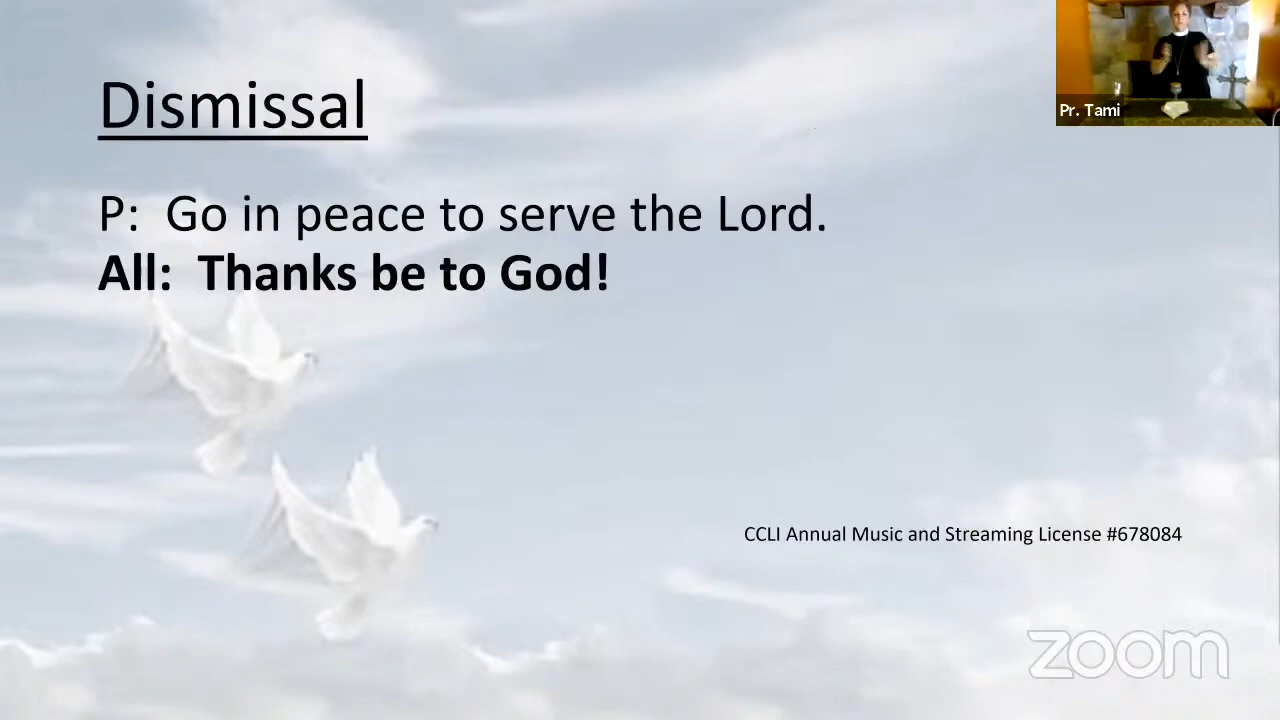 Dismissal
Pr. Tami
P:  Go in peace to serve the Lord.
All:  Thanks be to God!
CCLI Annual Music and Streaming License #678084
zoom